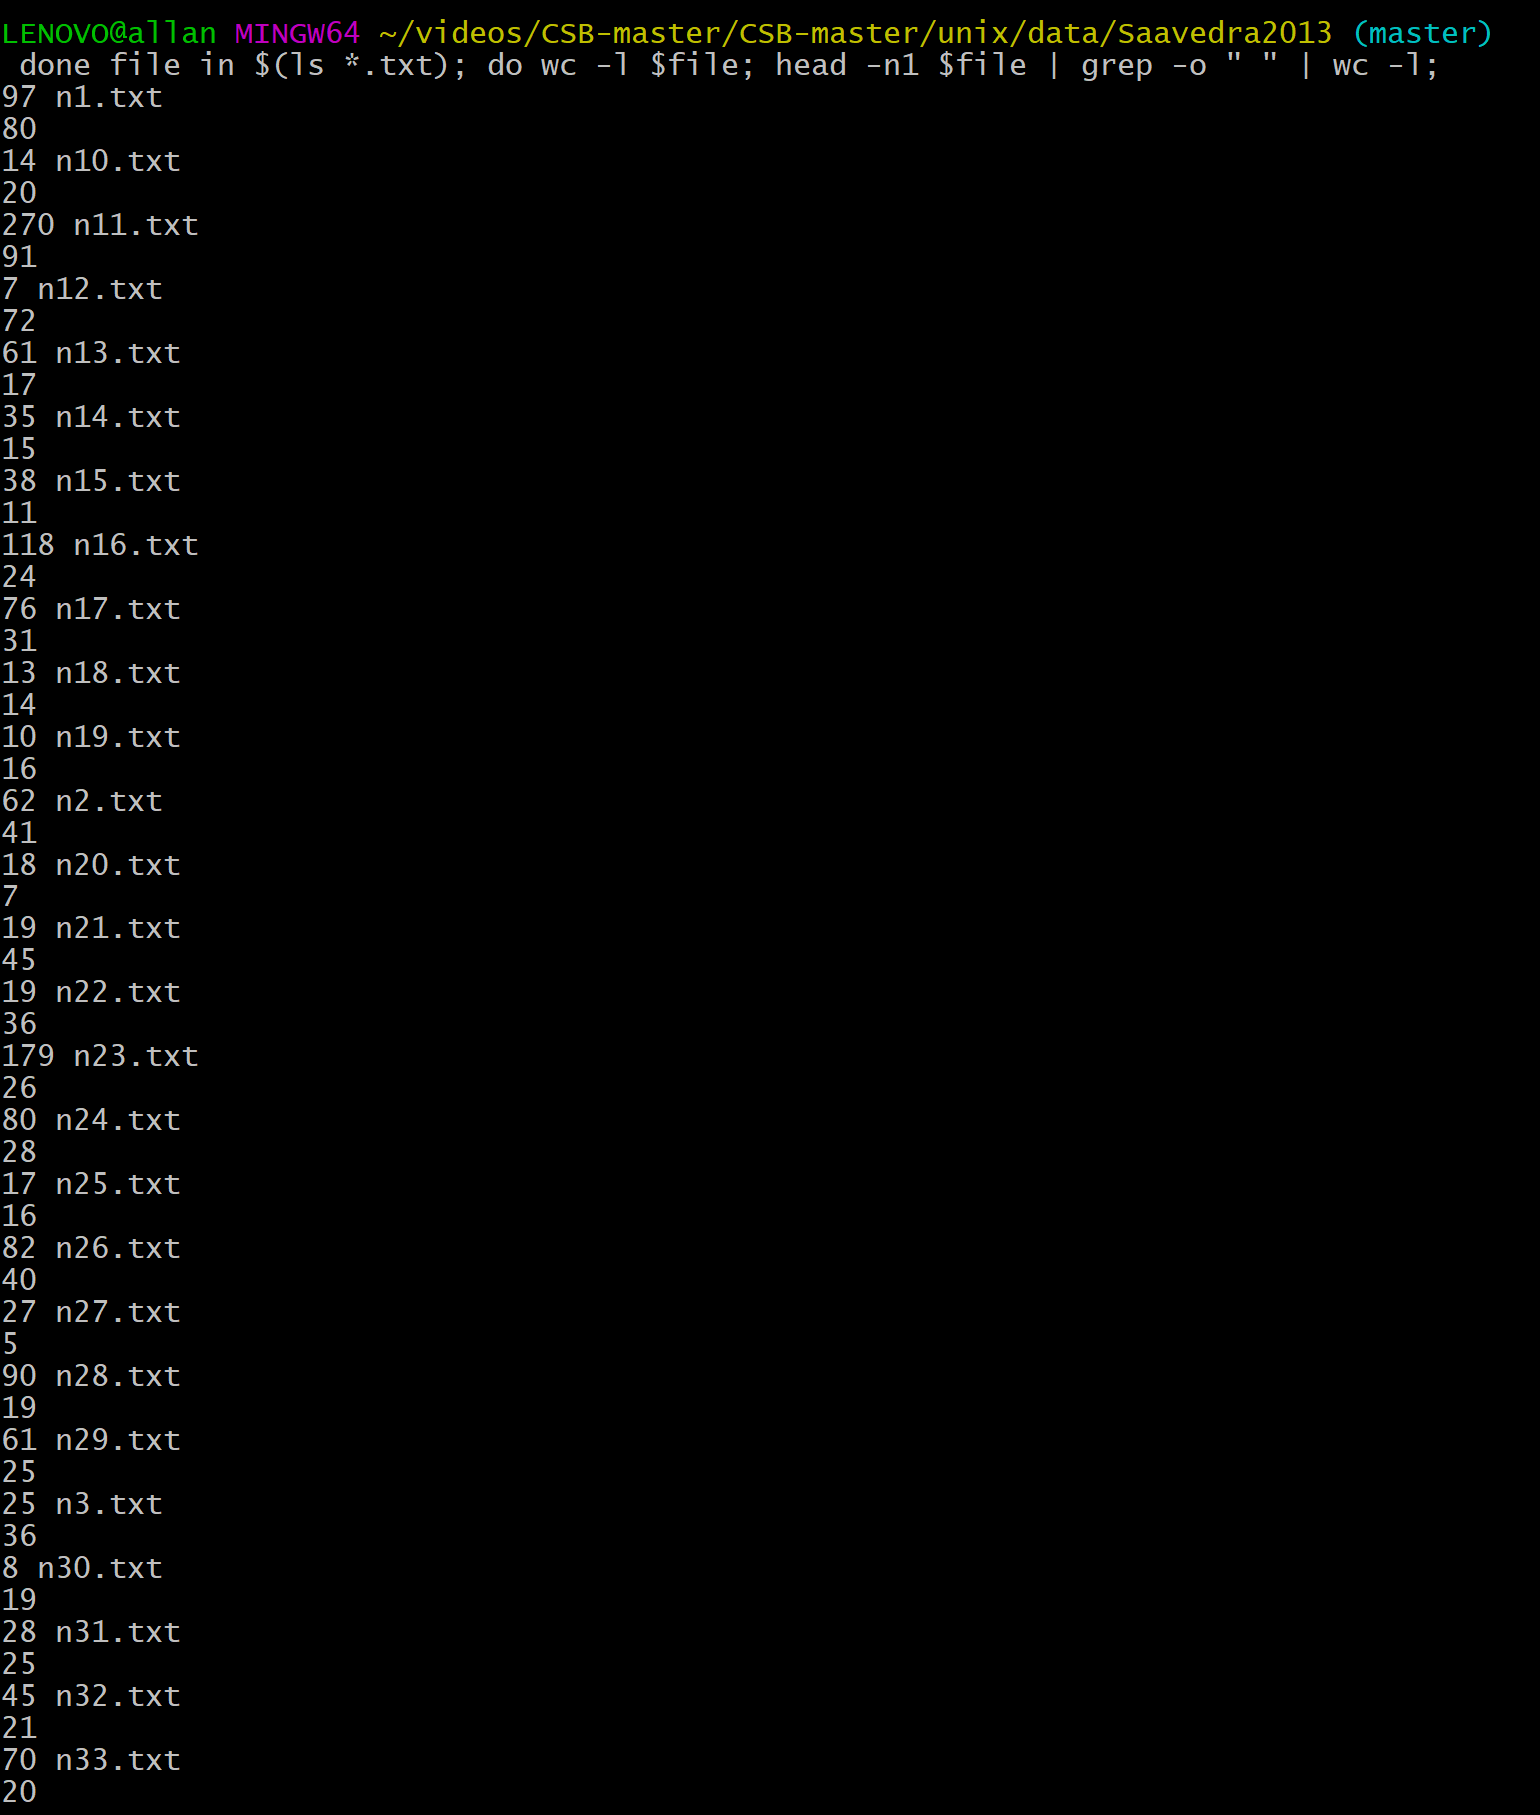 LENOVO@allan MINGW64 ~/videos/CSB-master/CSB-master/unix/data/Saavedra2013 (master)
 done file in $(ls *.txt); do wc -l $file; head -n1 $file | grep -o " " | wc -l;
97 n1.txt
80
14 n10.txt
20
270 n11.txt
91
7 n12.txt
72
61 n13.txt
17
35 n14.txt
15
38 n15.txt
11
118 n16.txt
24
76 n17.txt
31
13 n18.txt
14
10 n19.txt
16
62 n2.txt
41
18 n20.txt
7
19 n21.txt
45
19 n22.txt
36
179 n23.txt
26
80 n24.txt
28
17 n25.txt
16
82 n26.txt
40
27 n27.txt
5
90 n28.txt
19
61 n29.txt
25
25 n3.txt
36
8 n30.txt
19
28 n31.txt
25
45 n32.txt
21
70 n33.txt
20